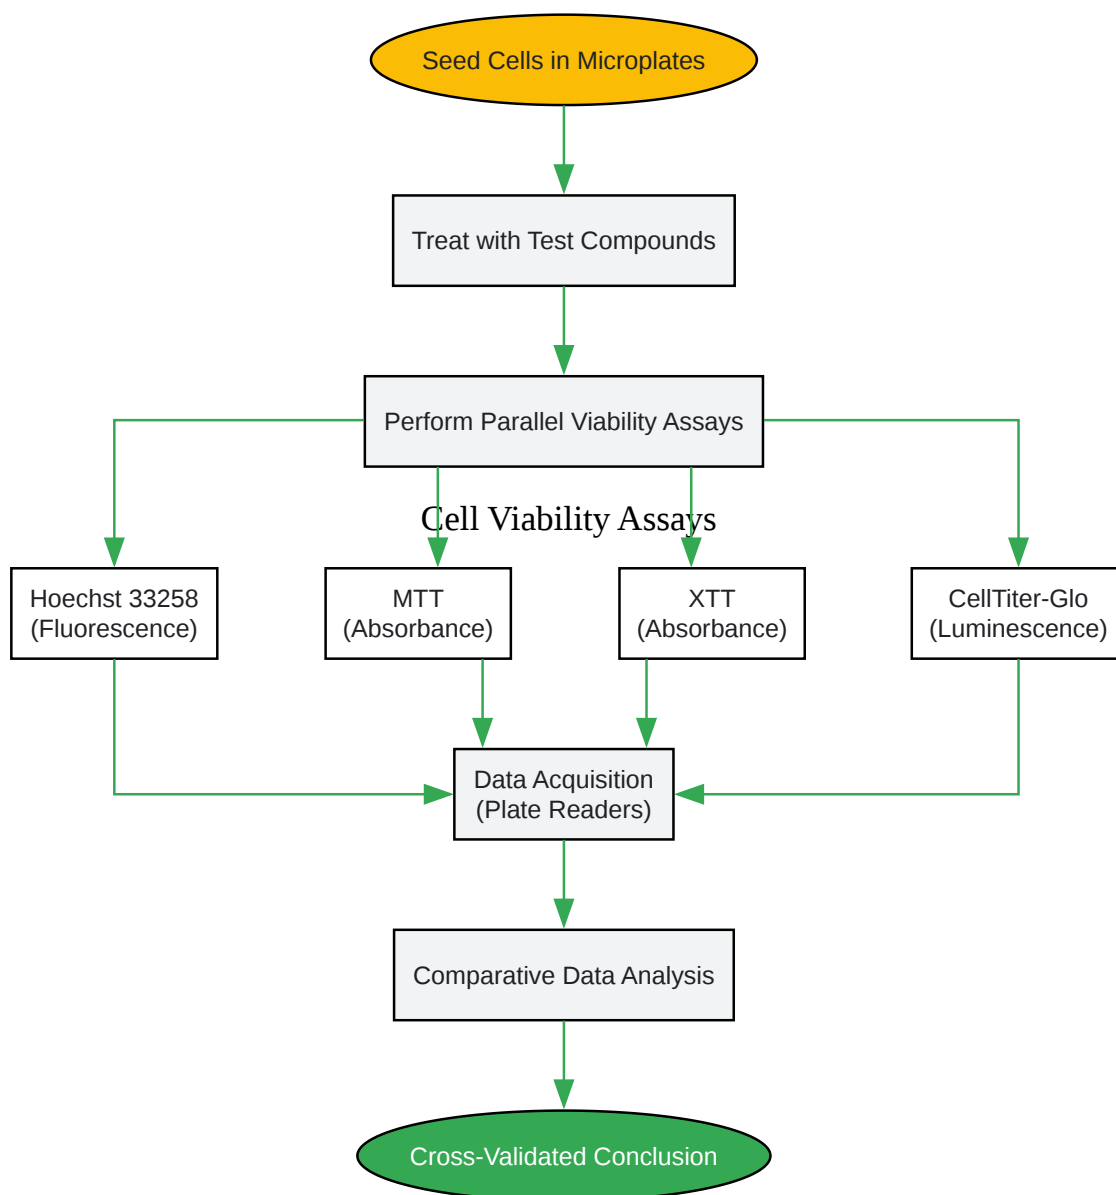 Seed Cells in Microplates
Treat with Test Compounds
Perform Parallel Viability Assays
Cell Viability Assays
Hoechst 33258
(Fluorescence)
MTT
(Absorbance)
XTT
(Absorbance)
CellTiter-Glo
(Luminescence)
Data Acquisition
(Plate Readers)
Comparative Data Analysis
Cross-Validated Conclusion